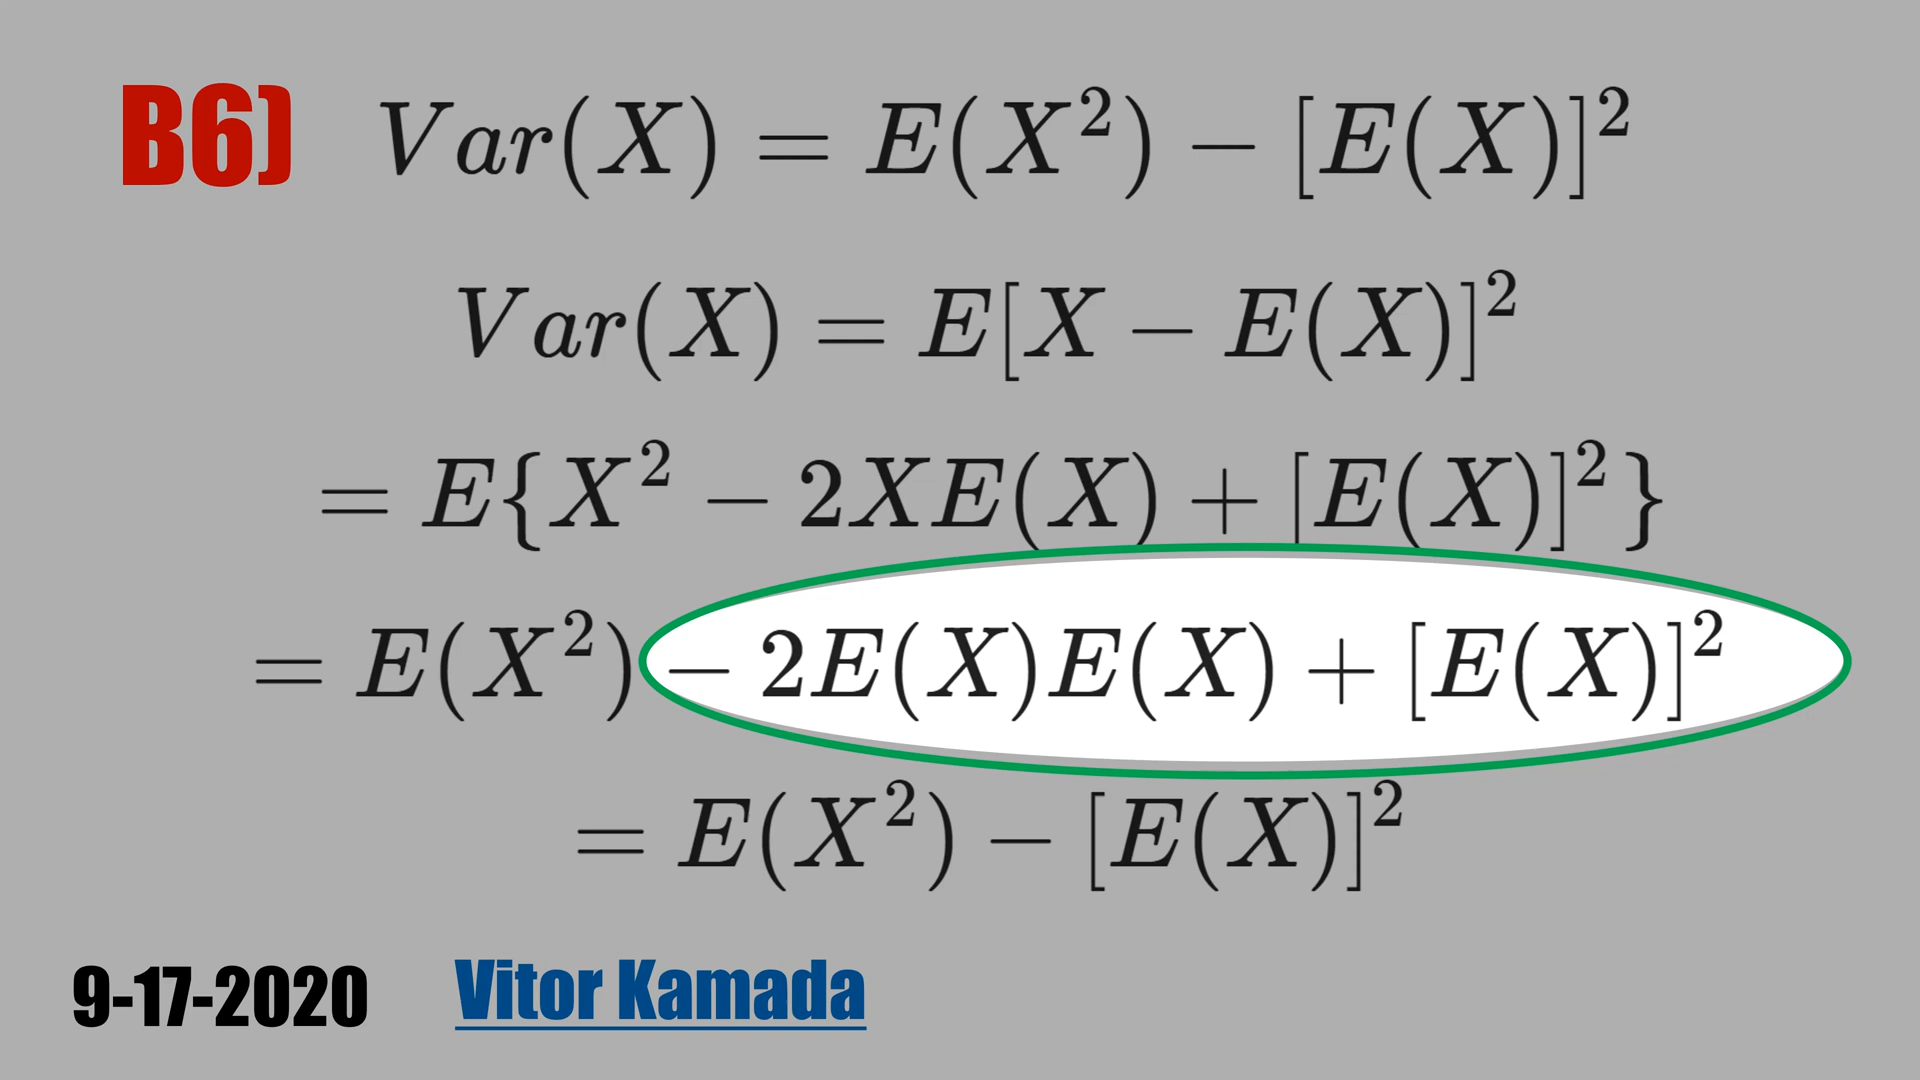 B6) Var(X) = E(X²) − [E(X)]²
Var(X) = E[X − E(X)]²
= E{X² − 2XE(X) + [E(X)]²}
= E(X²) − 2E(X)E(X) + [E(X)]²
= E(X²) − [E(X)]²
9-17-2020 Vitor Kamada